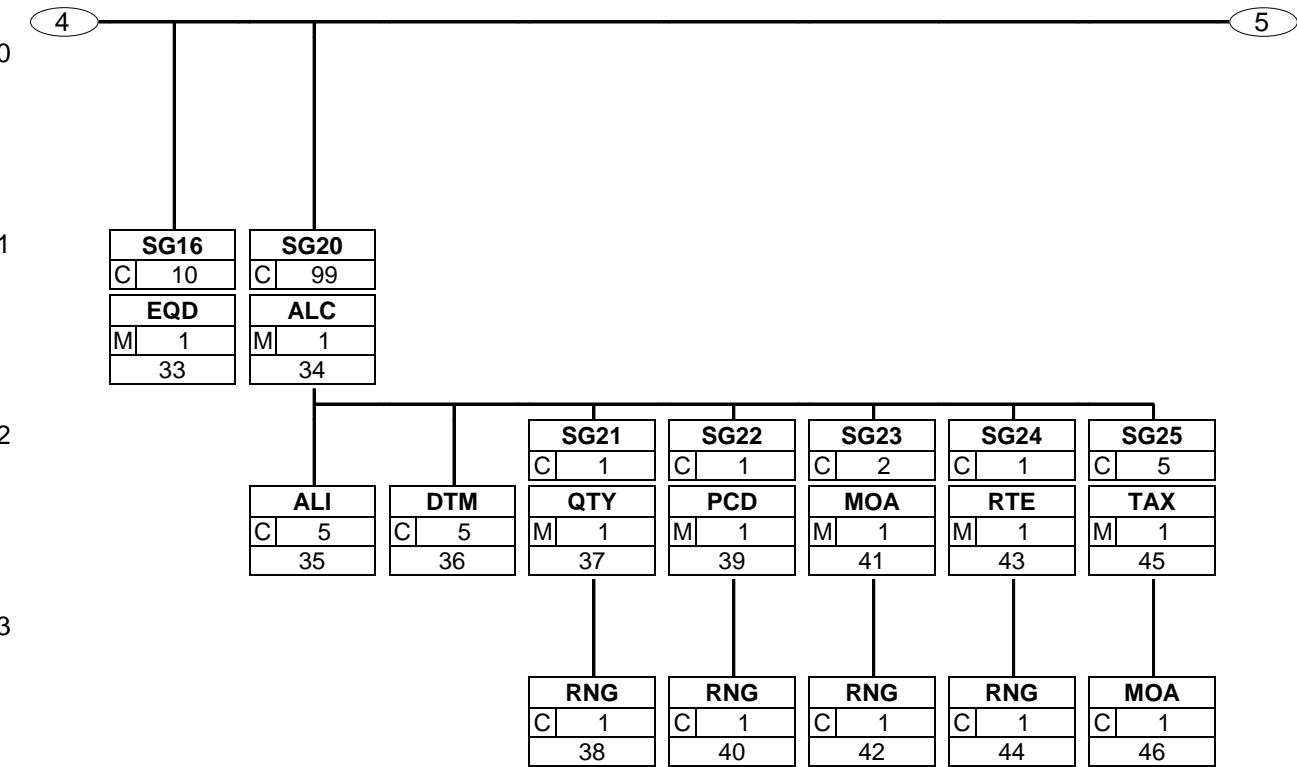 4 5
0
1
SG16 SG20
C 10 C 99
EQD ALC
M 1 M 1
33 34
2
SG21 SG22 SG23 SG24 SG25
C 1 C 1 C 2 C 1 C 5
ALI DTM QTY PCD MOA RTE TAX
C 5 C 5 M 1 M 1 M 1 M 1 M 1
35 36 37 39 41 43 45
3
RNG RNG RNG RNG MOA
C 1 C 1 C 1 C 1 C 1
38 40 42 44 46